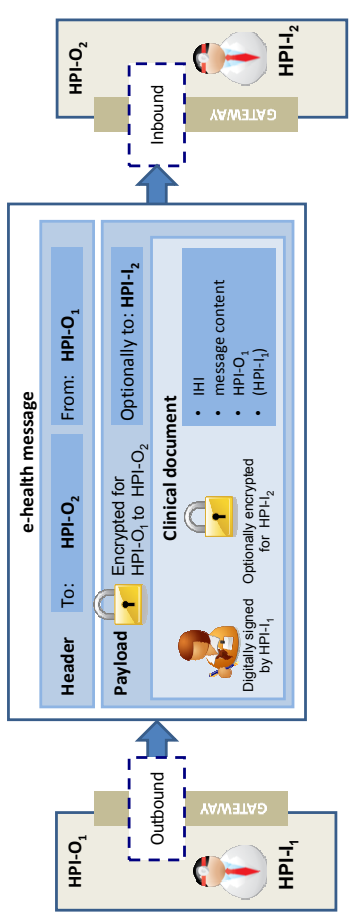 HPI-O₁
Outbound
GATEWAY
HPI-I₁
e-health message
Header
To: HPI-O₂
From: HPI-O₁
Payload
Encrypted for
HPI-O₁ to HPI-O₂
Optionally to: HPI-I₂
Clinical document
Digitally signed
by HPI-I₁
Optionally encrypted
for HPI-I₂
• IHI
• message content
• HPI-O₁
• (HPI-I₁)
HPI-O₂
Inbound
GATEWAY
HPI-I₂